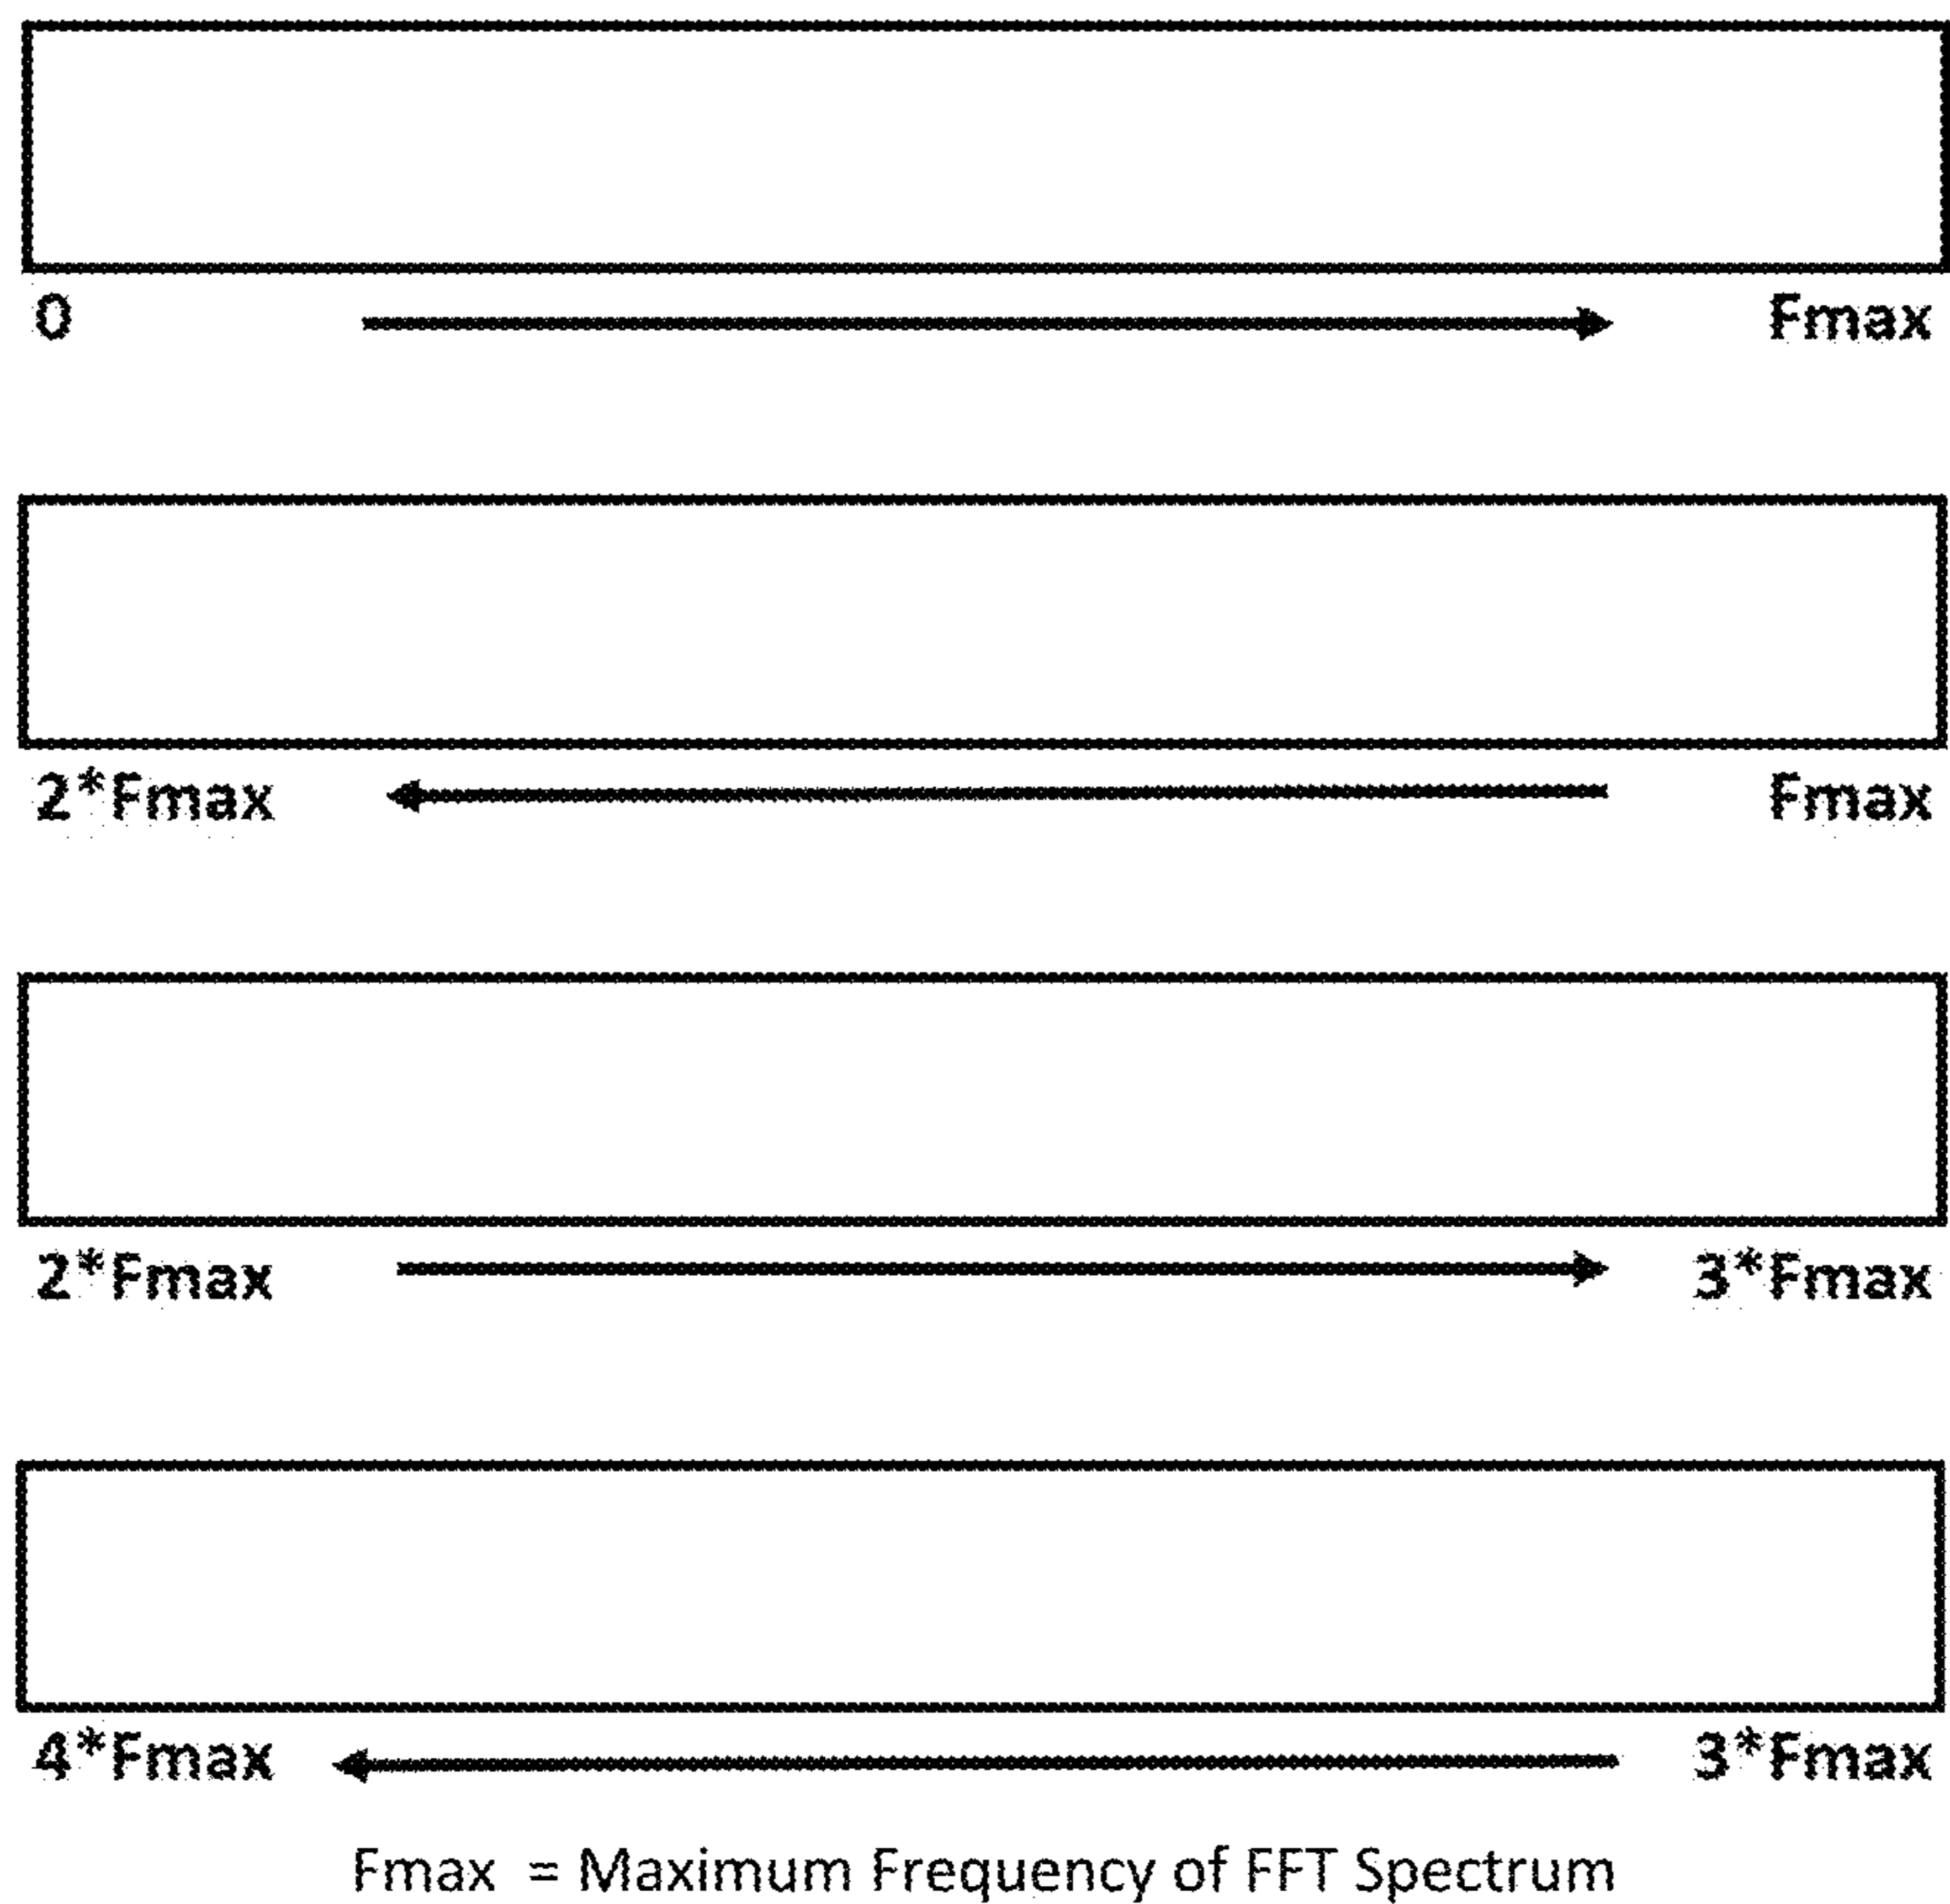 0 Fmax
2*Fmax Fmax
2*Fmax 3*Fmax
4*Fmax 3*Fmax
Fmax = Maximum Frequency of FFT Spectrum